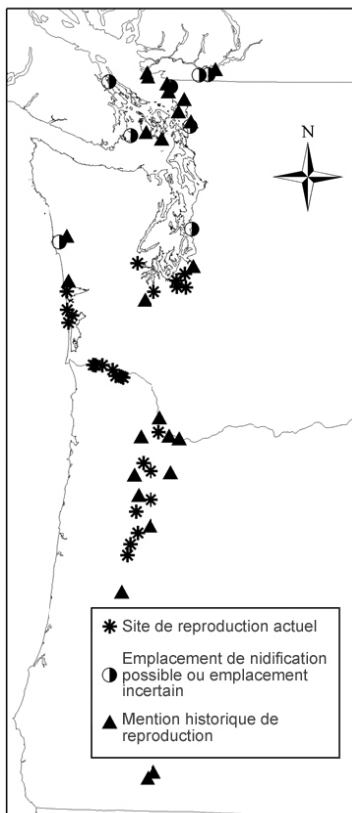 N
Site de reproduction actuel
Emplacement de nidification
possible ou emplacement
incertain
Mention historique de
reproduction